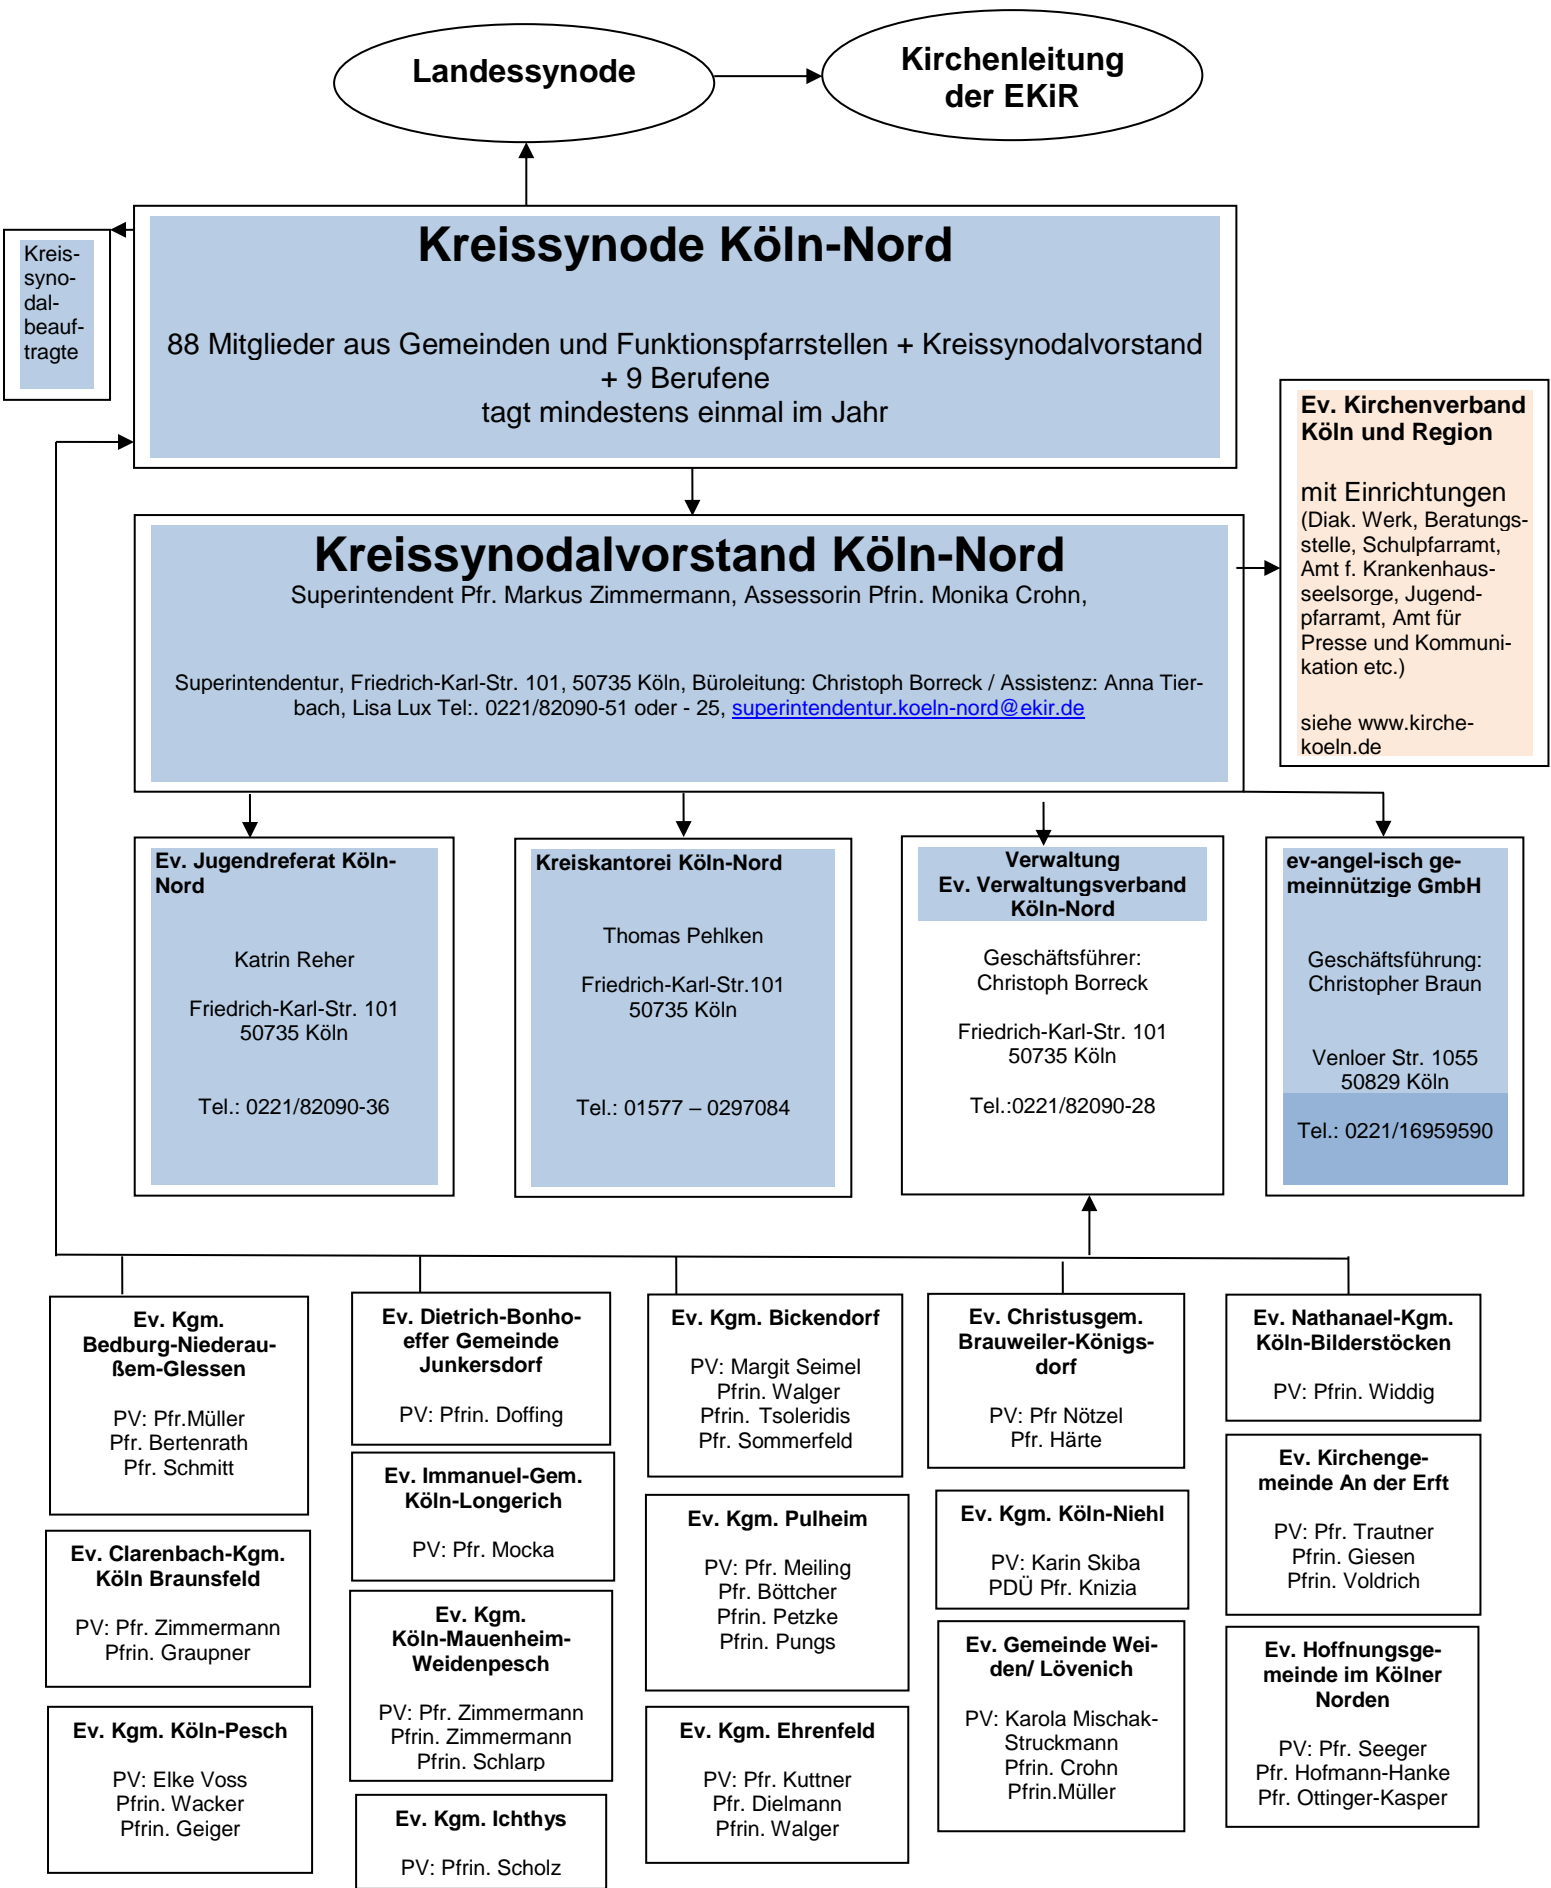 Landessynode
Kirchenleitung
der EKiR
Kreis-
syno-
dal-
beauf-
tragte
Kreissynode Köln-Nord
88 Mitglieder aus Gemeinden und Funktionspfarrstellen + Kreissynodalvorstand
+ 9 Berufene
tagt mindestens einmal im Jahr
Ev. Kirchenverband
Köln und Region
mit Einrichtungen
(Diak. Werk, Beratungs-
stelle, Schulpfarramt,
Amt f. Krankenhaus-
seelsorge, Jugend-
pfarramt, Amt für
Presse und Kommuni-
kation etc.)
siehe www.kirche-
koeln.de
Kreissynodalvorstand Köln-Nord
Superintendent Pfr. Markus Zimmermann, Assessorin Pfrin. Monika Crohn,
Superintendentur, Friedrich-Karl-Str. 101, 50735 Köln, Büroleitung: Christoph Borreck / Assistenz: Anna Tier-
bach, Lisa Lux Tel:. 0221/82090-51 oder - 25, superintendentur.koeln-nord@ekir.de
Ev. Jugendreferat Köln-
Nord
Katrin Reher
Friedrich-Karl-Str. 101
50735 Köln
Tel.: 0221/82090-36
Kreiskantorei Köln-Nord
Thomas Pehlken
Friedrich-Karl-Str.101
50735 Köln
Tel.: 01577 – 0297084
Verwaltung
Ev. Verwaltungsverband
Köln-Nord
Geschäftsführer:
Christoph Borreck
Friedrich-Karl-Str. 101
50735 Köln
Tel.:0221/82090-28
ev-angel-isch ge-
meinnützige GmbH
Geschäftsführung:
Christopher Braun
Venloer Str. 1055
50829 Köln
Tel.: 0221/16959590
Ev. Kgm.
Bedburg-Niederau-
ßem-Glessen
PV: Pfr.Müller
Pfr. Bertenrath
Pfr. Schmitt
Ev. Clarenbach-Kgm.
Köln Braunsfeld
PV: Pfr. Zimmermann
Pfrin. Graupner
Ev. Kgm. Köln-Pesch
PV: Elke Voss
Pfrin. Wacker
Pfrin. Geiger
Ev. Dietrich-Bonho-
effer Gemeinde
Junkersdorf
PV: Pfrin. Doffing
Ev. Immanuel-Gem.
Köln-Longerich
PV: Pfr. Mocka
Ev. Kgm.
Köln-Mauenheim-
Weidenpesch
PV: Pfr. Zimmermann
Pfrin. Zimmermann
Pfrin. Schlarp
Ev. Kgm. Ichthys
PV: Pfrin. Scholz
Ev. Kgm. Bickendorf
PV: Margit Seimel
Pfrin. Walger
Pfrin. Tsoleridis
Pfr. Sommerfeld
Ev. Kgm. Pulheim
PV: Pfr. Meiling
Pfr. Böttcher
Pfrin. Petzke
Pfrin. Pungs
Ev. Kgm. Ehrenfeld
PV: Pfr. Kuttner
Pfr. Dielmann
Pfrin. Walger
Ev. Christusgem.
Brauweiler-Königs-
dorf
PV: Pfr Nötzel
Pfr. Härte
Ev. Kgm. Köln-Niehl
PV: Karin Skiba
PDÜ Pfr. Knizia
Ev. Gemeinde Wei-
den/ Lövenich
PV: Karola Mischak-
Struckmann
Pfrin. Crohn
Pfrin.Müller
Ev. Nathanael-Kgm.
Köln-Bilderstöcken
PV: Pfrin. Widdig
Ev. Kirchenge-
meinde An der Erft
PV: Pfr. Trautner
Pfrin. Giesen
Pfrin. Voldrich
Ev. Hoffnungsge-
meinde im Kölner
Norden
PV: Pfr. Seeger
Pfr. Hofmann-Hanke
Pfr. Ottinger-Kasper